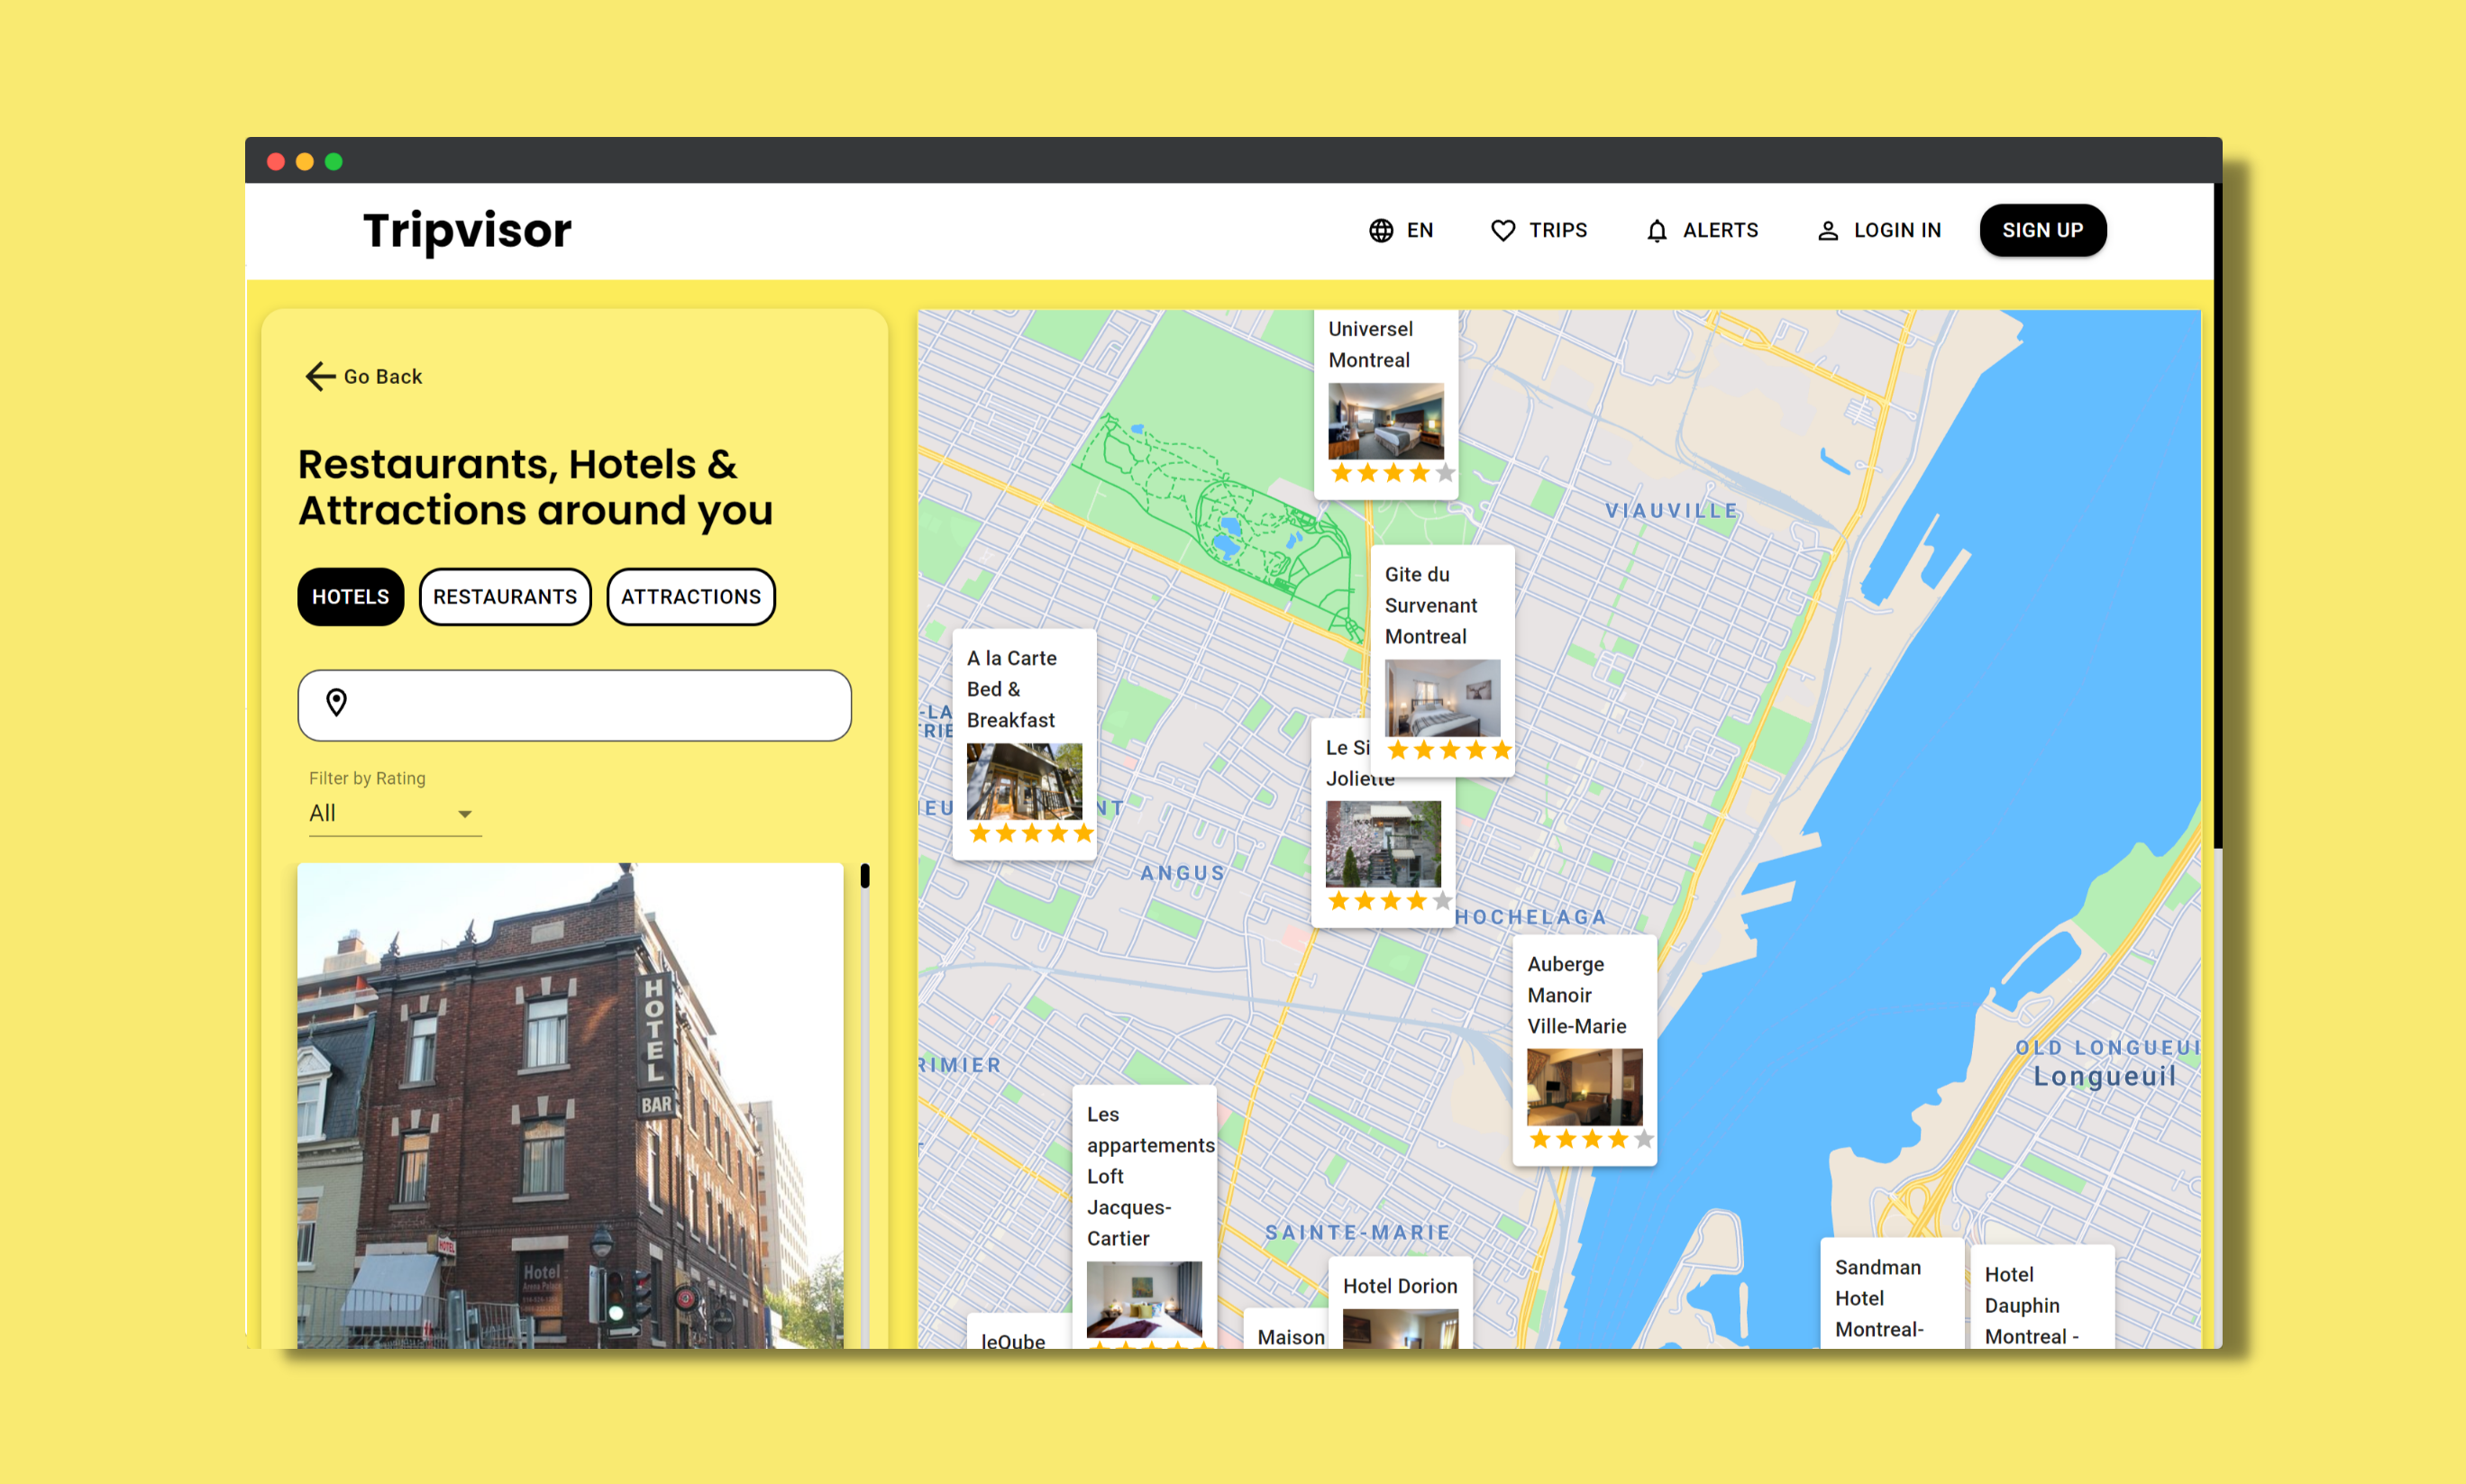 Tripvisor
EN
TRIPS
ALERTS
LOGIN IN
SIGN UP
Go Back
Restaurants, Hotels &
Attractions around you
HOTELS
RESTAURANTS
ATTRACTIONS
Filter by Rating
All
HOTEL
BAR
HOTEL
Hotel
Universel
Montreal
VIAUVILLE
Gite du
Survenant
Montreal
A la Carte
Bed &
Breakfast
Le Si
Joliette
ANGUS
HOCHELAGA
Auberge
Manoir
Ville-Marie
OLD LONGUEUI
Longueuil
RIMIER
Les
appartements
Loft
Jacques-
Cartier
SAINTE-MARIE
Hotel Dorion
leQube
Maison
Sandman
Hotel
Montreal-
Hotel
Dauphin
Montreal -